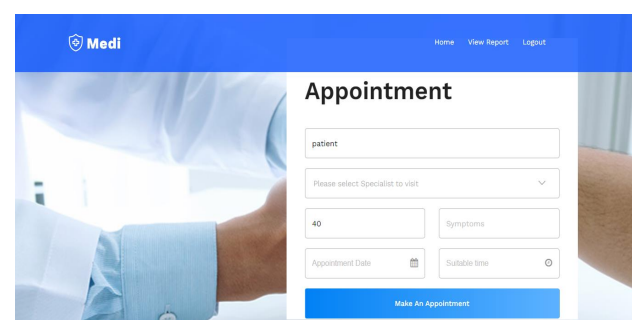 Medi
Home View Report Logout
Appointment
patient
Please select Specialist to visit
40 Symptoms
Appointment Date Suitable time
Make An Appointment